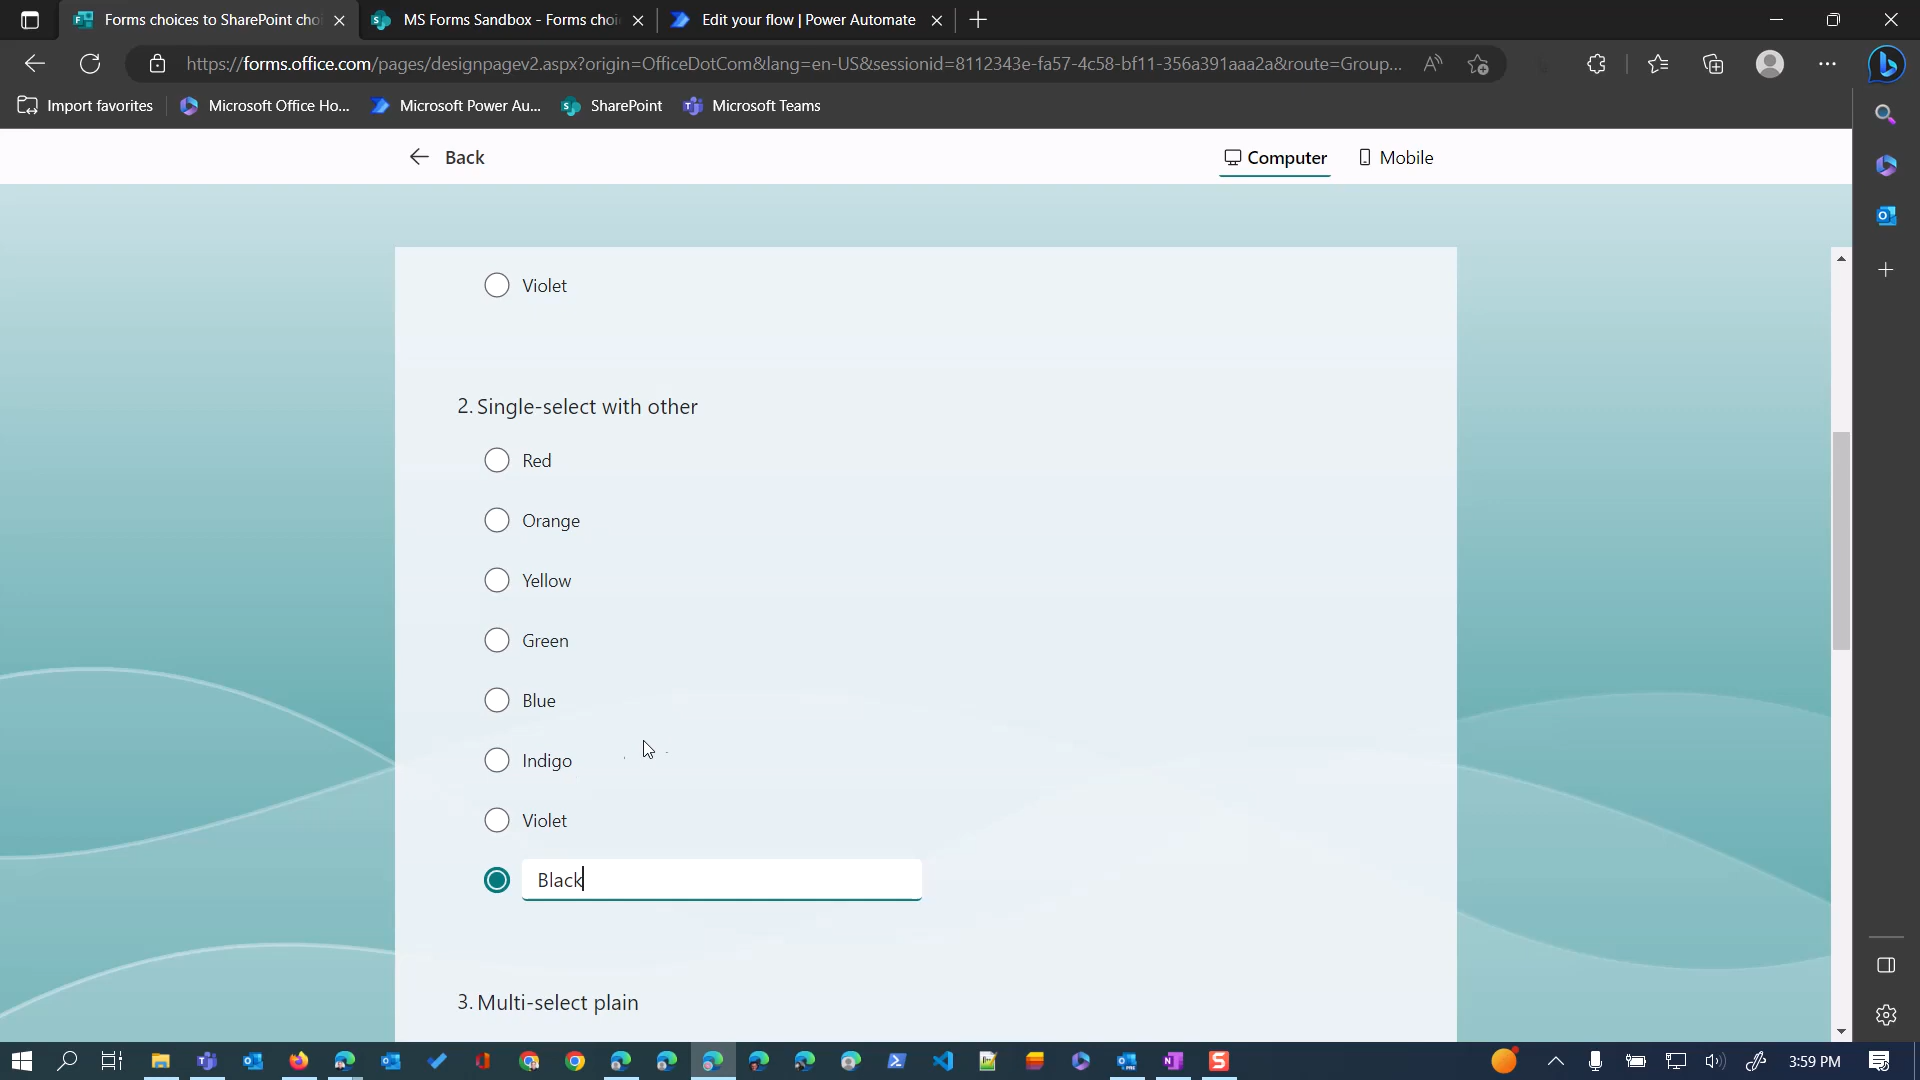 Forms choices to SharePoint cho
MS Forms Sandbox - Forms choi
Edit your flow | Power Automate
https://forms.office.com/pages/designpagev2.aspx?origin=OfficeDotCom&lang=en-US&sessionid=8112343e-fa57-4c58-bf11-356a391aaa2a&route=Group...
Import favorites
Microsoft Office Ho...
Microsoft Power Au...
SharePoint
Microsoft Teams
Back
Computer
Mobile
Violet
2. Single-select with other
Red
Orange
Yellow
Green
Blue
Indigo
Violet
Black
3. Multi-select plain
3:59 PM